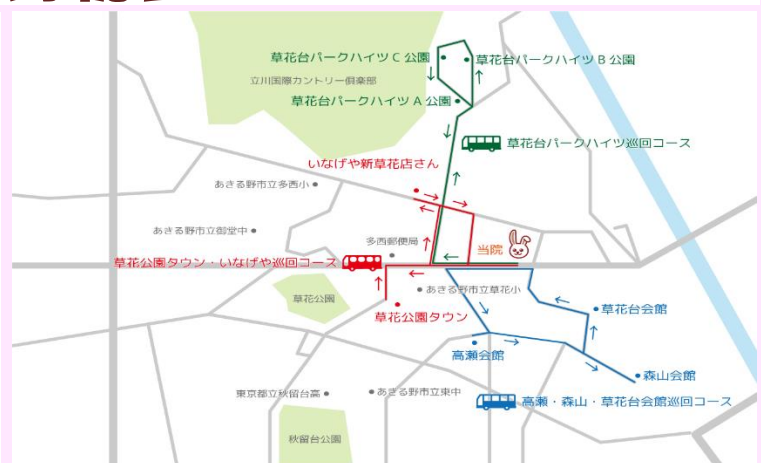 草花台パークハイツC公園
草花台パークハイツB公園
立川国際カントリー倶楽部
草花台パークハイツA公園
草花台パークハイツ巡回コース
いなげや新草花店さん
あきる野市立多西小
あきる野市立御堂中
多西郵便局
当院
草花公園タウン・いなげや巡回コース
草花公園
あきる野市立草花小
草花公園タウン
草花台会館
高瀬会館
森山会館
東京都立秋留台高
あきる野市立東中
高瀬・森山・草花台会館巡回コース
秋留台公園